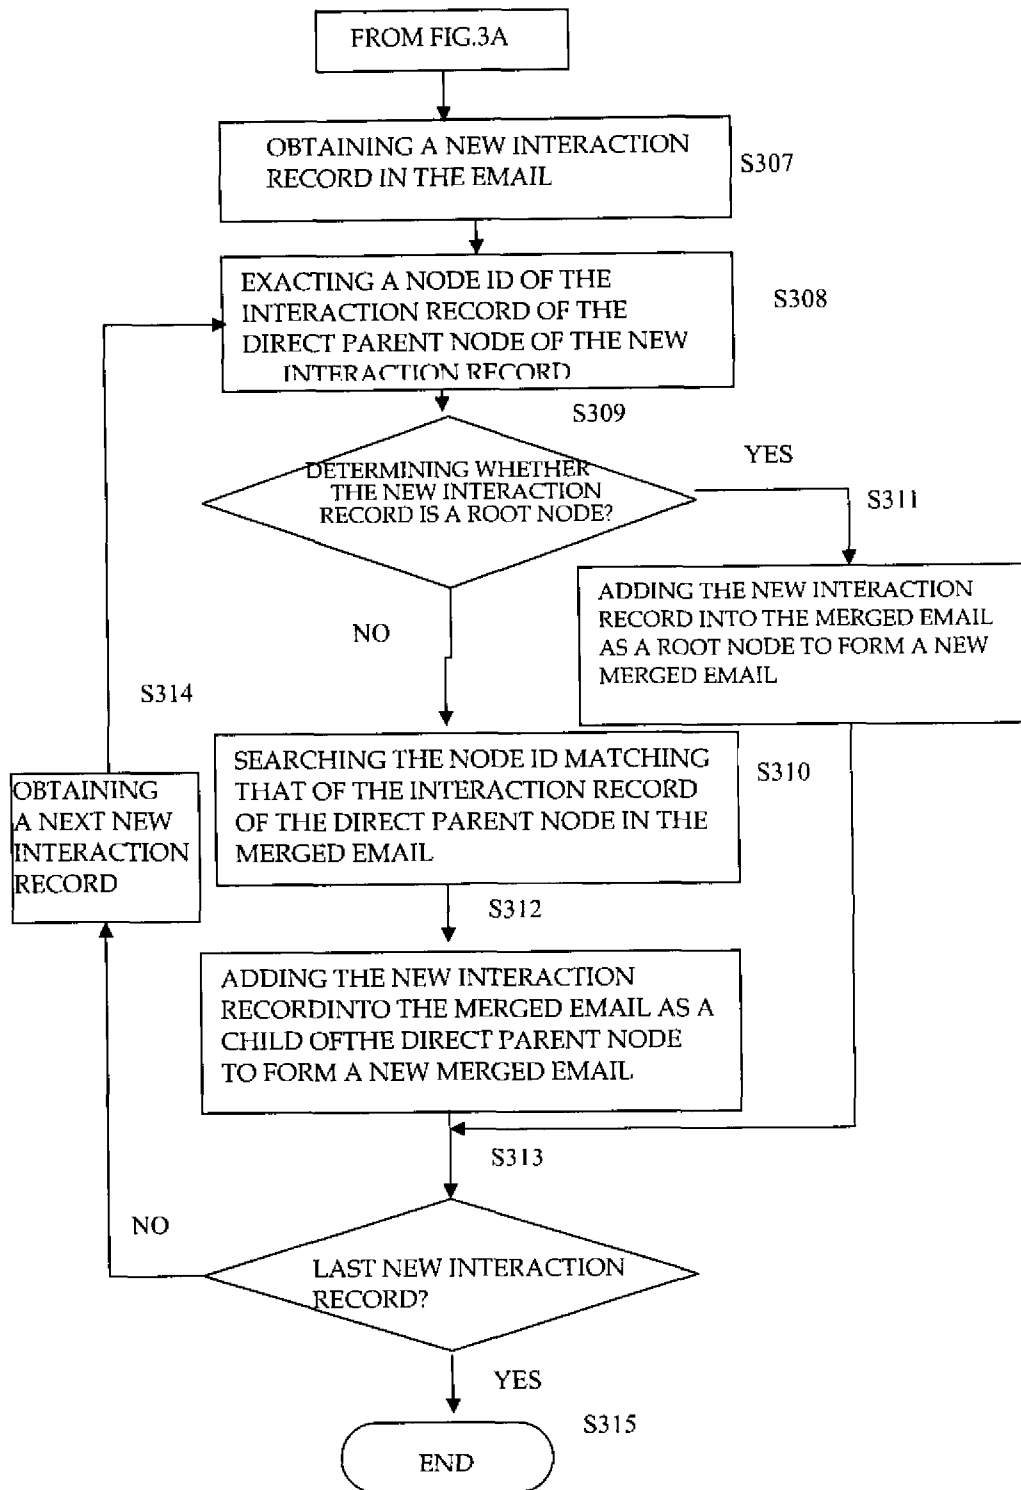 FROM FIG.3A
OBTAINING A NEW INTERACTION
RECORD IN THE EMAIL
S307
EXACTING A NODE ID OF THE
INTERACTION RECORD OF THE
DIRECT PARENT NODE OF THE NEW
INTERACTION RECORD
S308
S309
DETERMINING WHETHER
THE NEW INTERACTION
RECORD IS A ROOT NODE?
YES
S311
ADDING THE NEW INTERACTION
RECORD INTO THE MERGED EMAIL
AS A ROOT NODE TO FORM A NEW
MERGED EMAIL
NO
S314
SEARCHING THE NODE ID MATCHING
THAT OF THE INTERACTION RECORD
OF THE DIRECT PARENT NODE IN THE
MERGED EMAIL
S310
OBTAINING
A NEXT NEW
INTERACTION
RECORD
S312
ADDING THE NEW INTERACTION
RECORDINTO THE MERGED EMAIL AS A
CHILD OFTHE DIRECT PARENT NODE
TO FORM A NEW MERGED EMAIL
S313
NO
LAST NEW INTERACTION
RECORD?
YES
S315
END